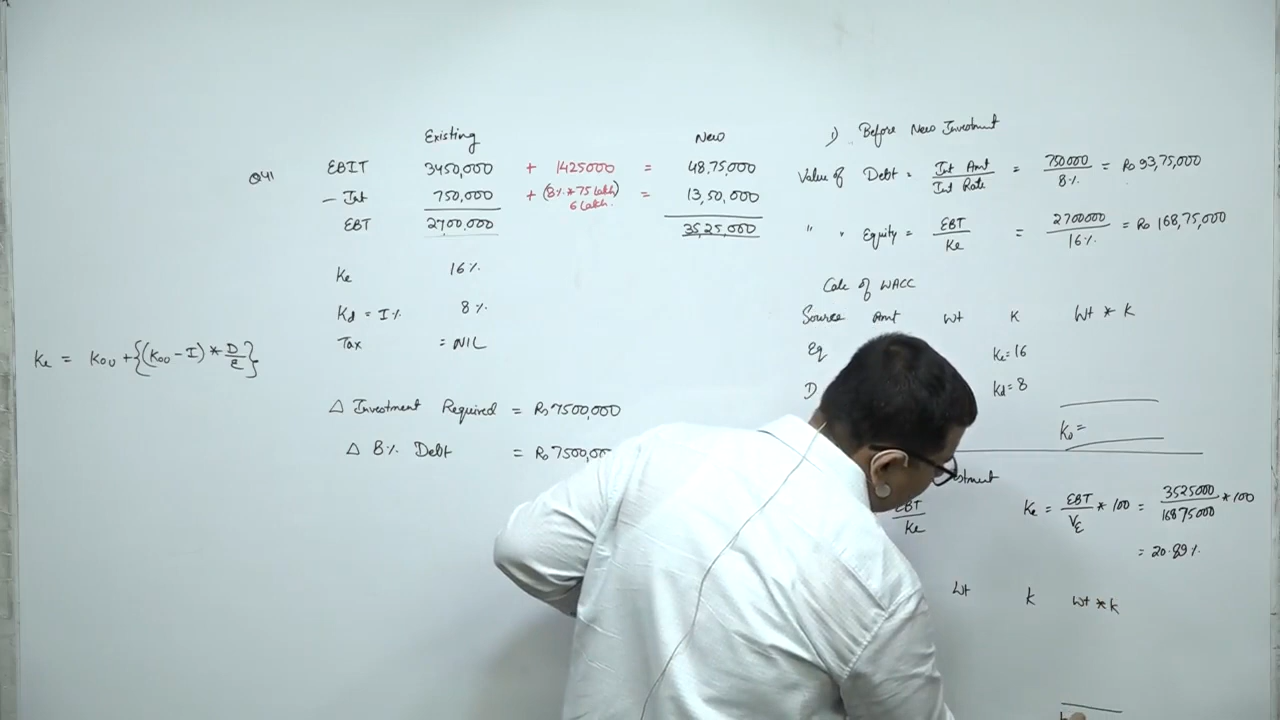 Existing New
Q41 EBIT 3450,000 + 1425000 = 48,75,000
- Int 750,000 + (8% * 75 Lakh) = 13,50,000
6 Lakh.
EBT 2700,000 35,25,000
Ke 16%
Kd = I% 8%
Tax = NIL
Ke = Kou + {(Kou - I) * D/E}
Δ Investment Required = Rs 7500,000
Δ 8% Debt = Rs 7500,00
1) Before New Investment
Value of Debt = Int Amt / Int Rate = 750000 / 8% = Rs 93,75,000
" " Equity = EBT / Ke = 2700000 / 16% = Rs 168,75,000
Calc of WACC
Source Amt Wt K Wt * K
Eq Ke = 16
D Kd = 8
Ko =
estment
EBT / Ke Ke = EBT / VE * 100 = 3525000 / 16875000 * 100
= 20.89%
Wt k Wt * k